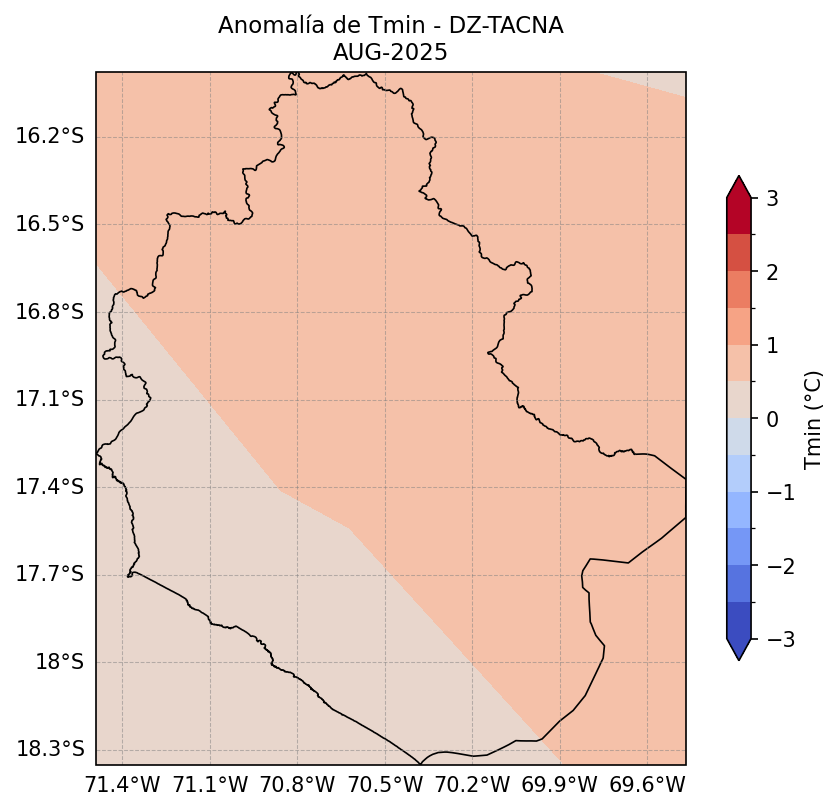 Anomalía de Tmin - DZ-TACNA
AUG-2025
16.2°S
16.5°S
16.8°S
17.1°S
17.4°S
17.7°S
18°S
18.3°S
71.4°W 71.1°W 70.8°W 70.5°W 70.2°W 69.9°W 69.6°W
3
2
1
0
−1
−2
−3
Tmin (°C)